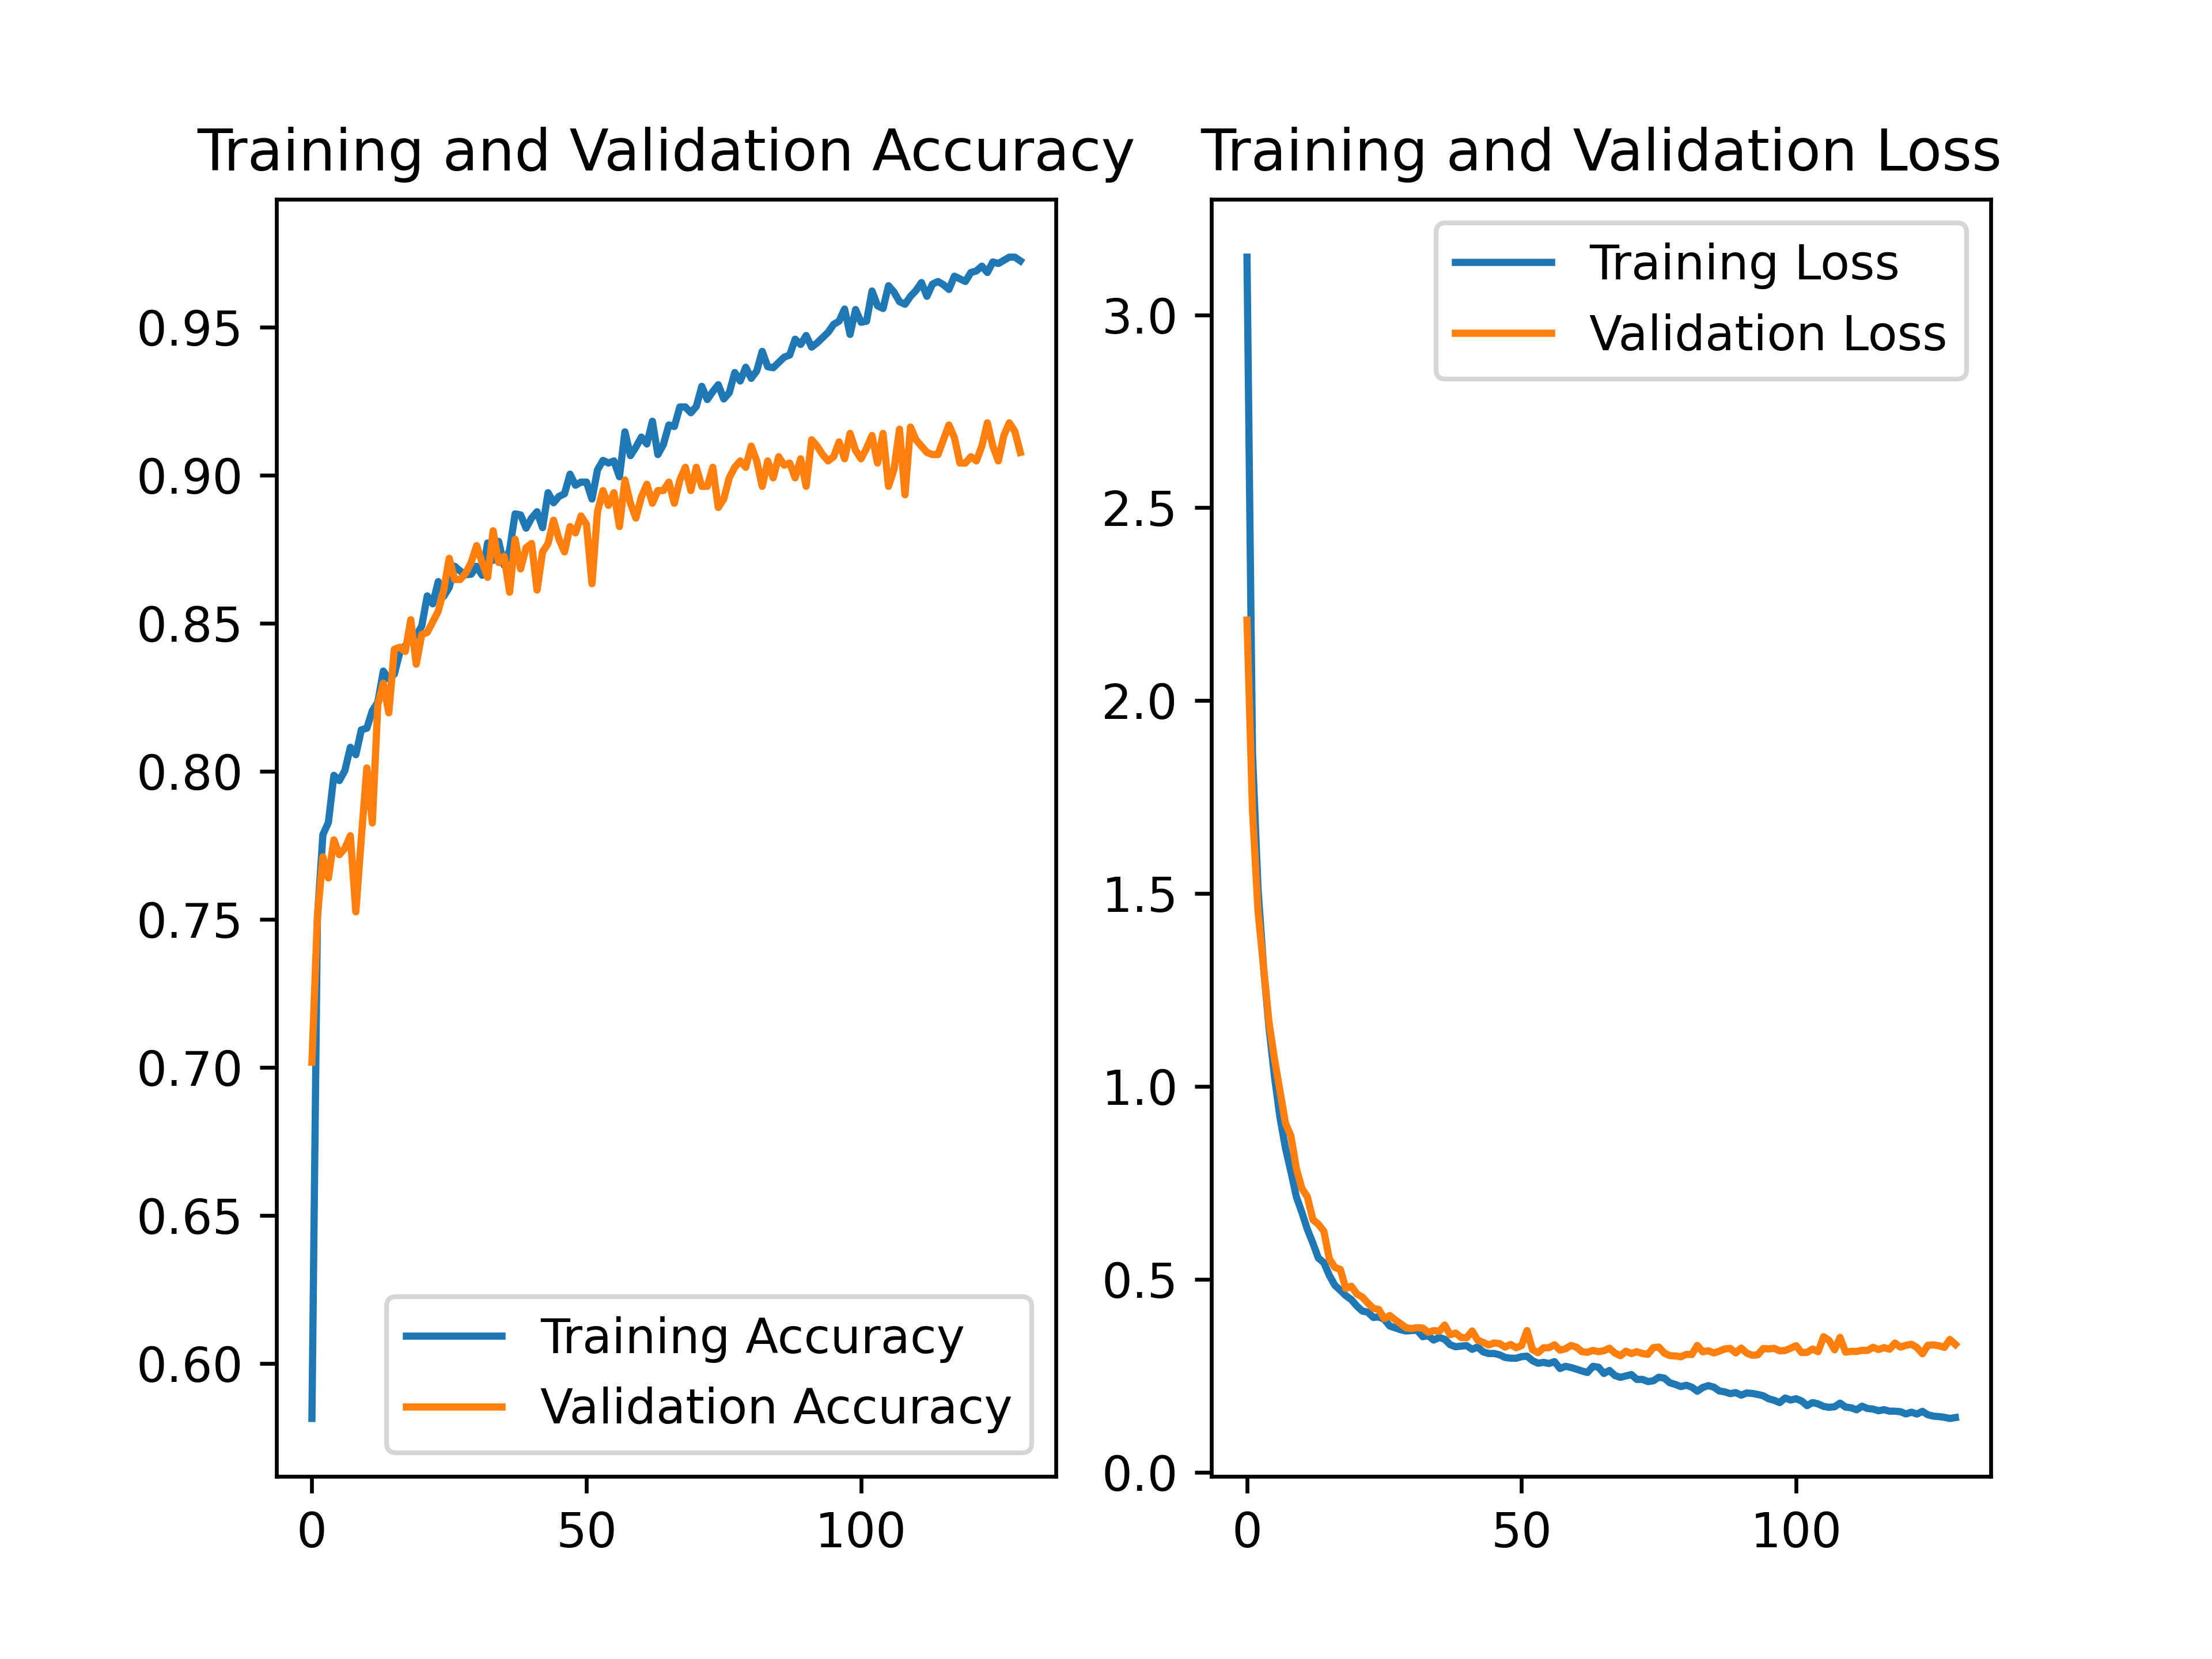 Training and Validation Accuracy
0.95
0.90
0.85
0.80
0.75
0.70
0.65
0.60
Training Accuracy
Validation Accuracy
0 50 100
Training and Validation Loss
Training Loss
Validation Loss
3.0
2.5
2.0
1.5
1.0
0.5
0.0
0 50 100